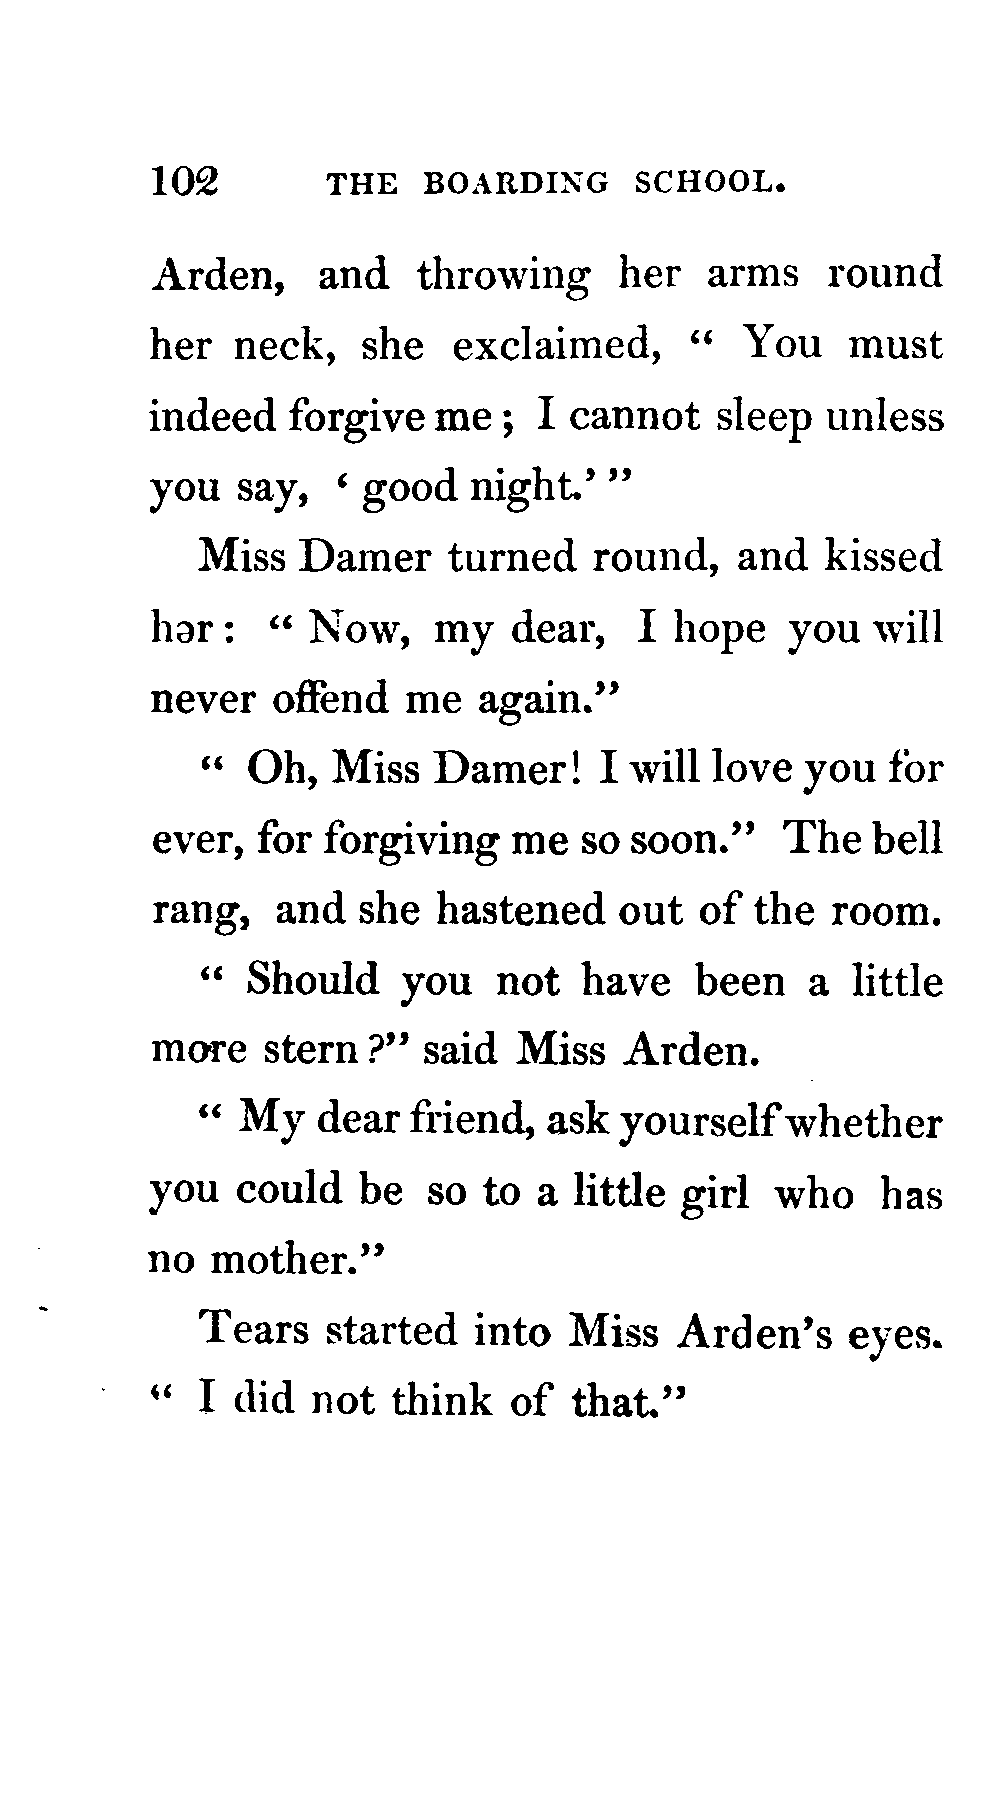 102 THE BOARDING SCHOOL.
Arden, and throwing her arms round
her neck, she exclaimed, “ You must
indeed forgive me ; I cannot sleep unless
you say, ‘ good night.’ ”
Miss Damer turned round, and kissed
her : “ Now, my dear, I hope you will
never offend me again.”
“ Oh, Miss Damer! I will love you for
ever, for forgiving me so soon.” The bell
rang, and she hastened out of the room.
“ Should you not have been a little
more stern ?” said Miss Arden.
“ My dear friend, ask yourself whether
you could be so to a little girl who has
no mother.”
Tears started into Miss Arden’s eyes.
“ I did not think of that.”